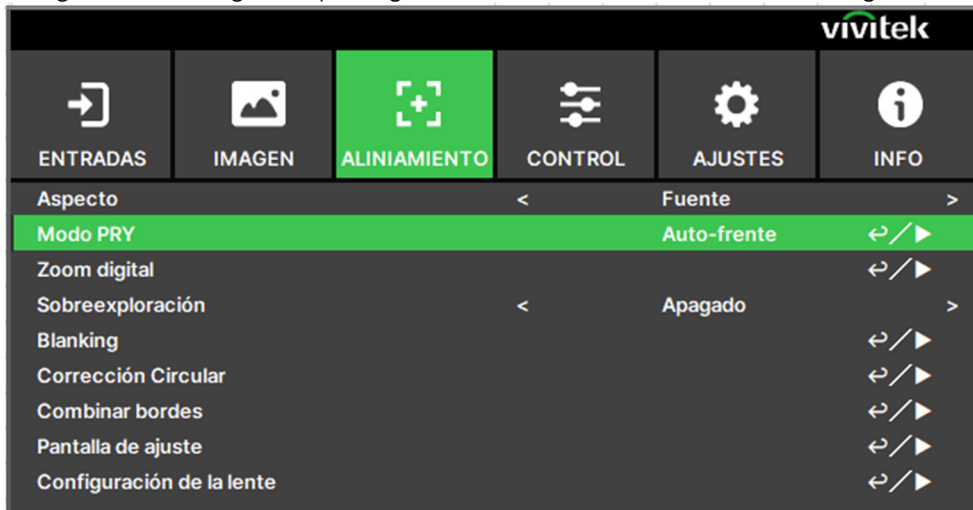 vivitek
ENTRADAS IMAGEN ALINIAMIENTO CONTROL AJUSTES INFO
Aspecto < Fuente >
Modo PRY Auto-frente ↩/▶
Zoom digital ↩/▶
Sobreexploración < Apagado >
Blanking ↩/▶
Corrección Circular ↩/▶
Combinar bordes ↩/▶
Pantalla de ajuste ↩/▶
Configuración de la lente ↩/▶